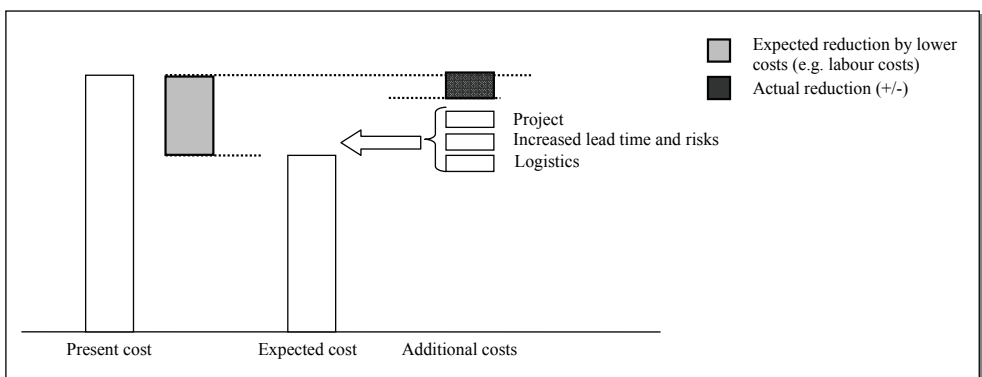 Expected reduction by lower
costs (e.g. labour costs)
Actual reduction (+/-)
Project
Increased lead time and risks
Logistics
Present cost
Expected cost
Additional costs